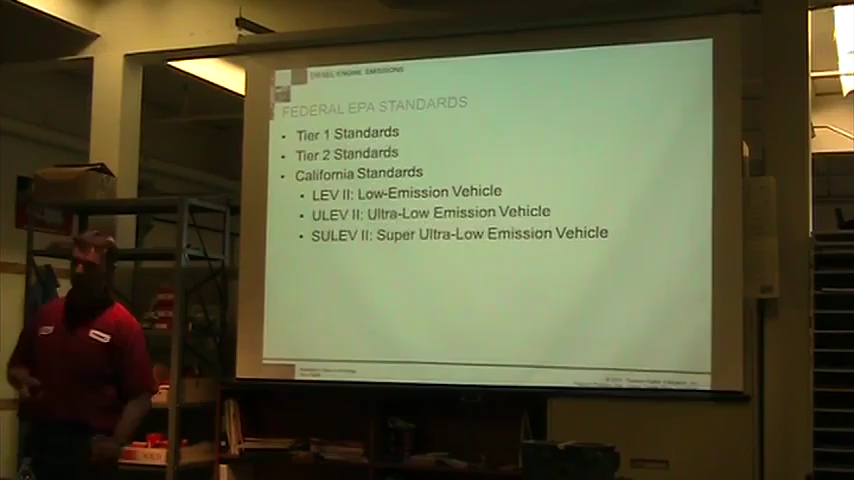 DIESEL ENGINE EMISSIONS
FEDERAL EPA STANDARDS
• Tier 1 Standards
• Tier 2 Standards
• California Standards
• LEV II: Low-Emission Vehicle
• ULEV II: Ultra-Low Emission Vehicle
• SULEV II: Super Ultra-Low Emission Vehicle